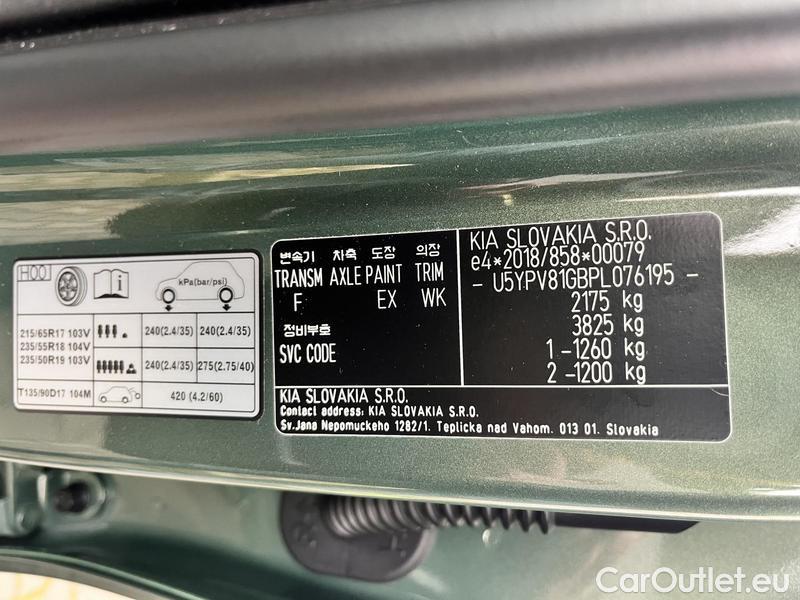 H00
kPa(bar/psi)
215/65R17 103V
235/55R18 104V
235/50R19 103V
240(2.4/35) 240(2.4/35)
240(2.4/35) 275(2.75/40)
T135/90D17 104M 420 (4.2/60)
변속기 차축 도장 의장
TRANSM AXLE PAINT TRIM
F EX WK
정비부호
SVC CODE
KIA SLOVAKIA S.R.O.
e4*2018/858*00079
- U5YPV81GBPL076195 -
2175 kg
3825 kg
1 -1260 kg
2 -1200 kg
KIA SLOVAKIA S.R.O.
Contact address: KIA SLOVAKIA S.R.O.
Sv.Jana Nepomuckeho 1282/1. Teplicka nad Vahom. 013 01. Slovakia
CarOutlet.eu